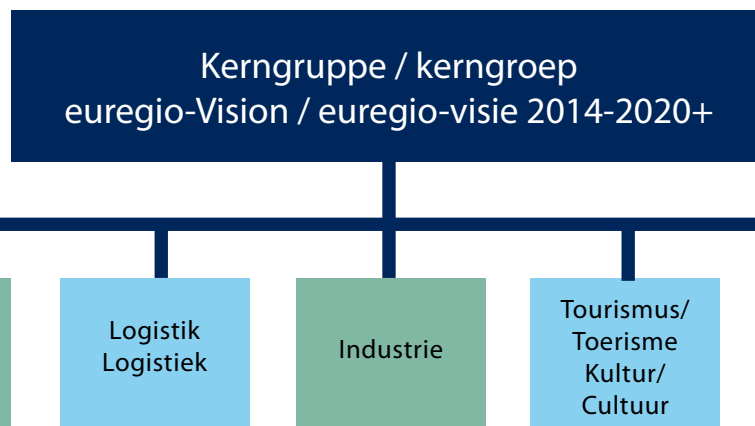 Kerngruppe / kerngroep
euregio-Vision / euregio-visie 2014-2020+
Logistik
Logistiek
Industrie
Tourismus/
Toerisme
Kultur/
Cultuur